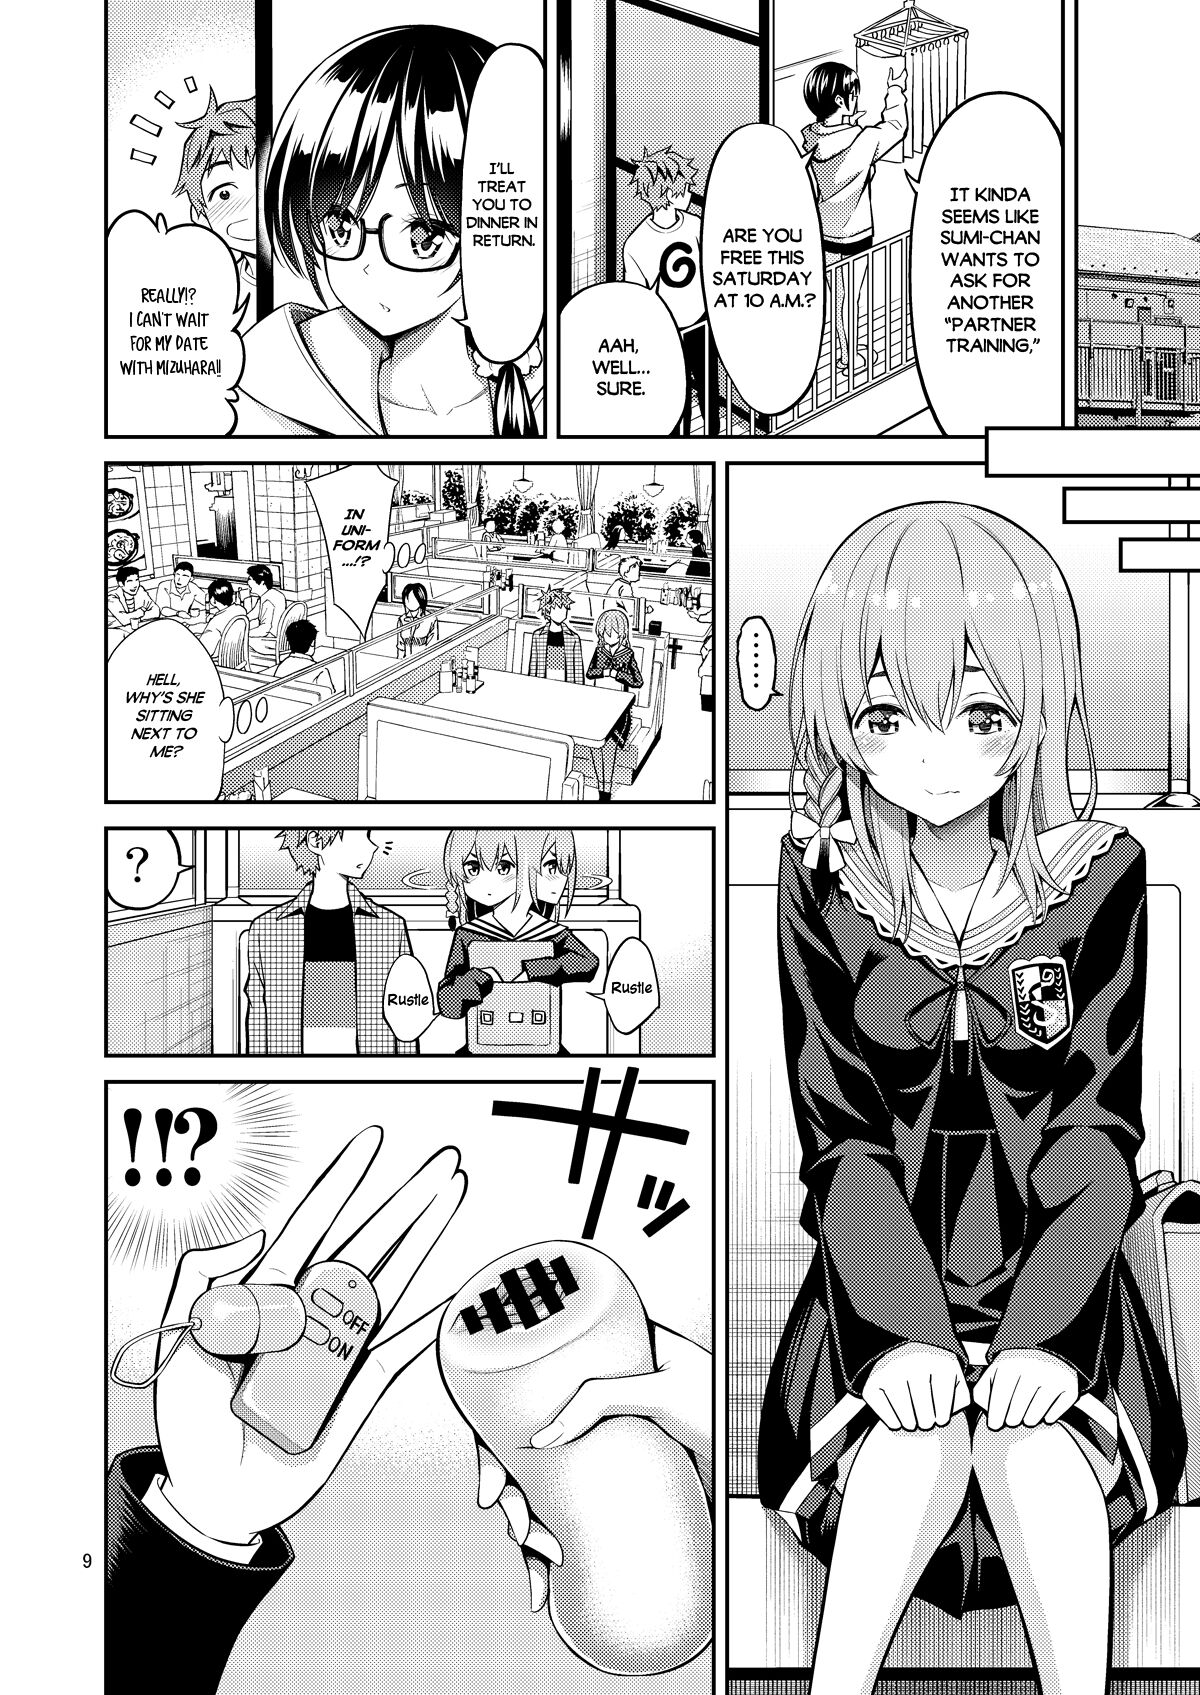 IT KINDA
SEEMS LIKE
SUMI-CHAN
WANTS TO
ASK FOR
ANOTHER
"PARTNER
TRAINING,"
ARE YOU
FREE THIS
SATURDAY
AT 10 A.M.?
AAH,
WELL...
SURE.
I'LL
TREAT
YOU TO
DINNER IN
RETURN.
REALLY!?
I CAN'T WAIT
FOR MY DATE
WITH MIZUHARA!!
......
IN
UNI-
FORM
....!?
HELL,
WHY'S SHE
SITTING
NEXT TO
ME?
?
Rustle
Rustle
サッ
!!?
OFF
ON
9